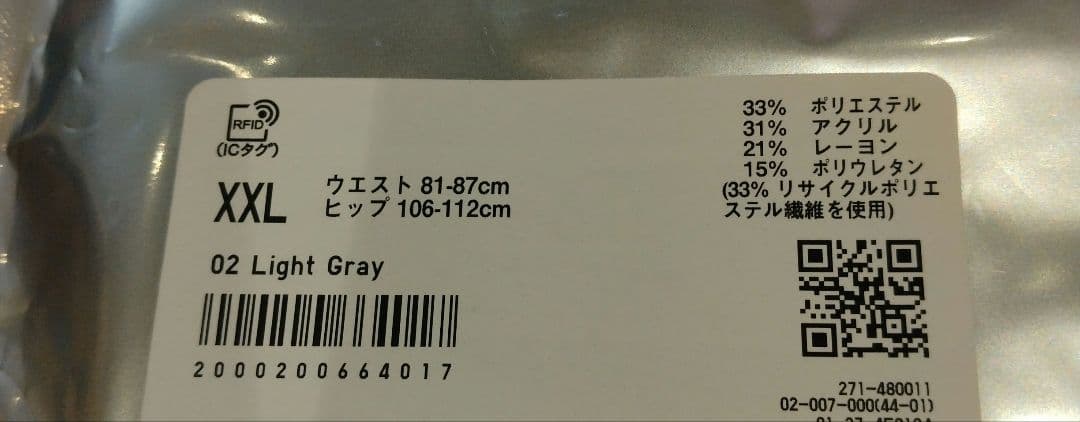 RFID
(ICタグ)
XXL
ウエスト 81-87cm
ヒップ 106-112cm
02 Light Gray
2000200664017
33% ポリエステル
31% アクリル
21% レーヨン
15% ポリウレタン
(33% リサイクルポリエ
ステル繊維を使用)
271-480011
02-007-000(44-01)